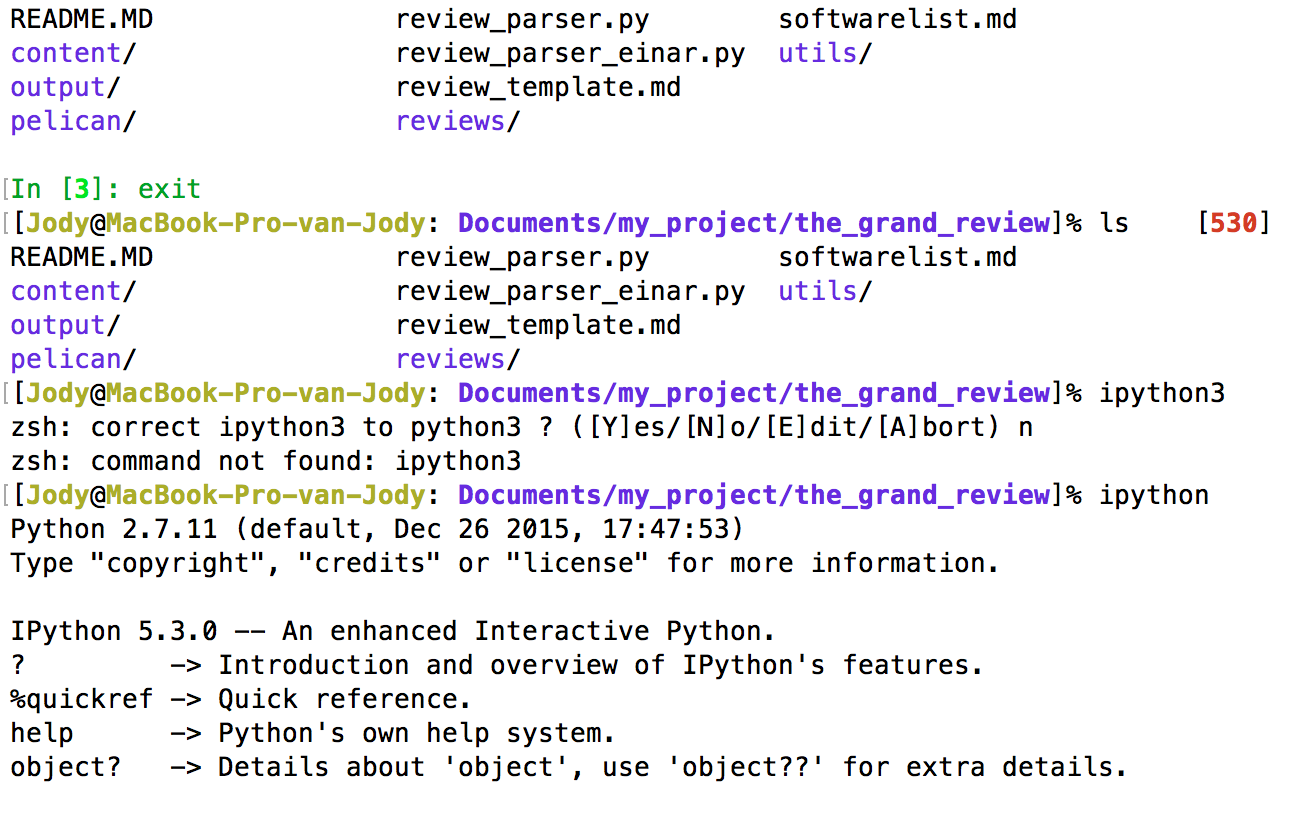 README.MD                review_parser.py        softwarelist.md
content/                 review_parser_einar.py  utils/
output/                  review_template.md
pelican/                 reviews/
[In [3]: exit
[[Jody@MacBook-Pro-van-Jody: Documents/my_project/the_grand_review]% ls    [530]
README.MD                review_parser.py        softwarelist.md
content/                 review_parser_einar.py  utils/
output/                  review_template.md
pelican/                 reviews/
[[Jody@MacBook-Pro-van-Jody: Documents/my_project/the_grand_review]% ipython3
zsh: correct ipython3 to python3 ? ([Y]es/[N]o/[E]dit/[A]bort) n
zsh: command not found: ipython3
[[Jody@MacBook-Pro-van-Jody: Documents/my_project/the_grand_review]% ipython
Python 2.7.11 (default, Dec 26 2015, 17:47:53)
Type "copyright", "credits" or "license" for more information.
IPython 5.3.0 -- An enhanced Interactive Python.
?         -> Introduction and overview of IPython's features.
%quickref -> Quick reference.
help      -> Python's own help system.
object?   -> Details about 'object', use 'object??' for extra details.